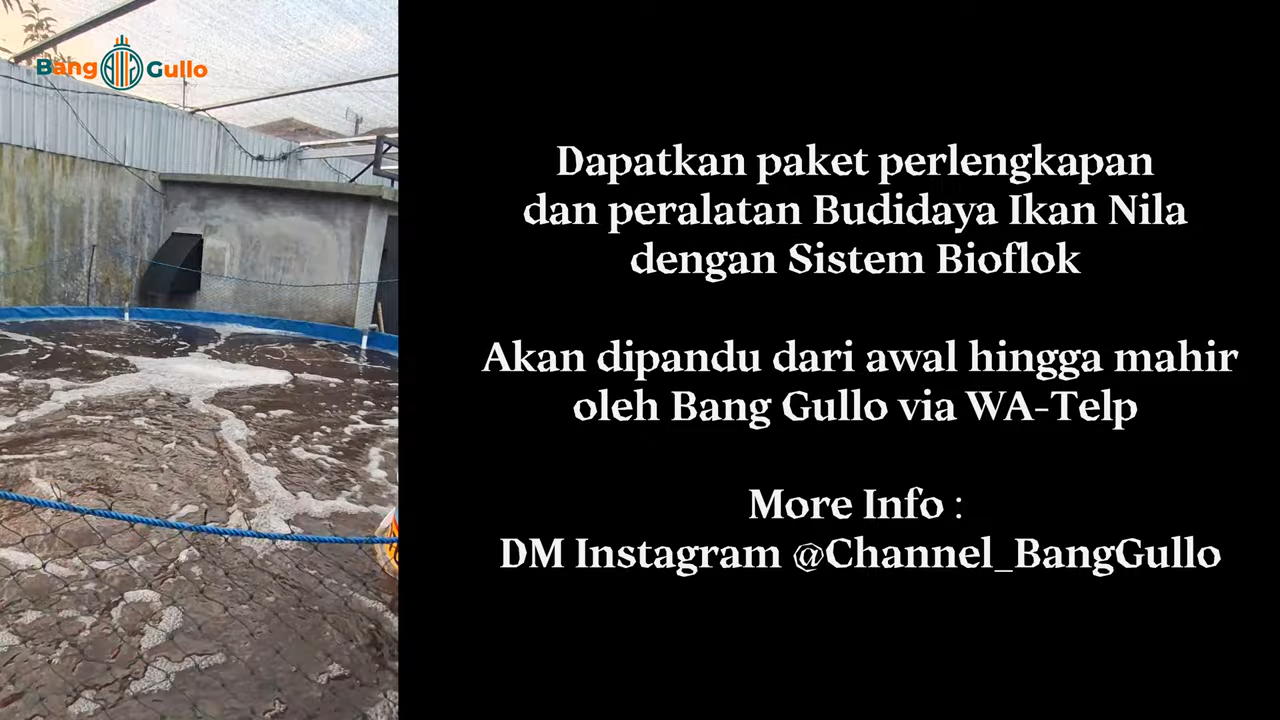 Bang Gullo
Dapatkan paket perlengkapan
dan peralatan Budidaya Ikan Nila
dengan Sistem Bioflok
Akan dipandu dari awal hingga mahir
oleh Bang Gullo via WA-Telp
More Info :
DM Instagram @Channel_BangGullo